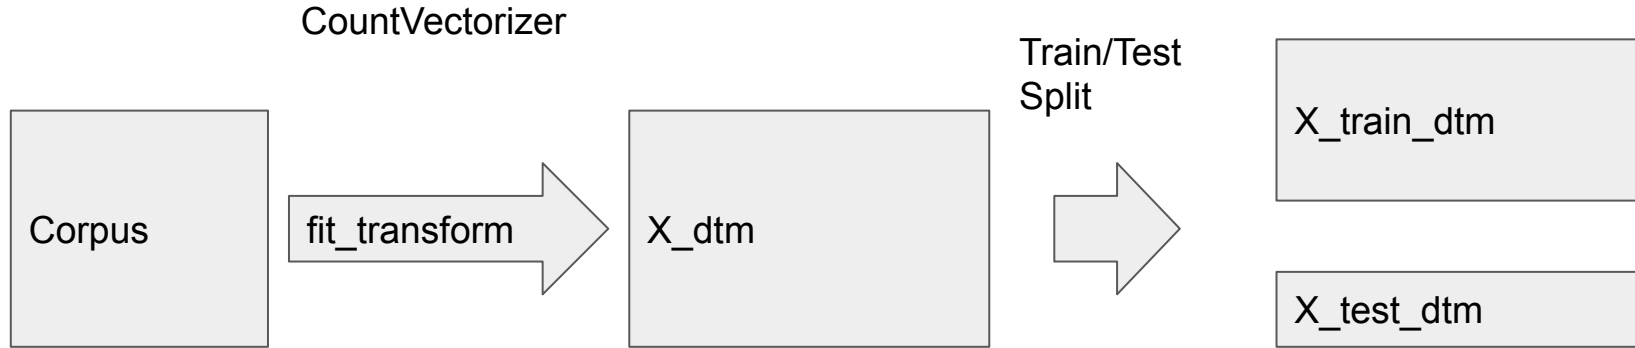 CountVectorizer
Train/Test
Split
Corpus
fit_transform
X_dtm
X_train_dtm
X_test_dtm